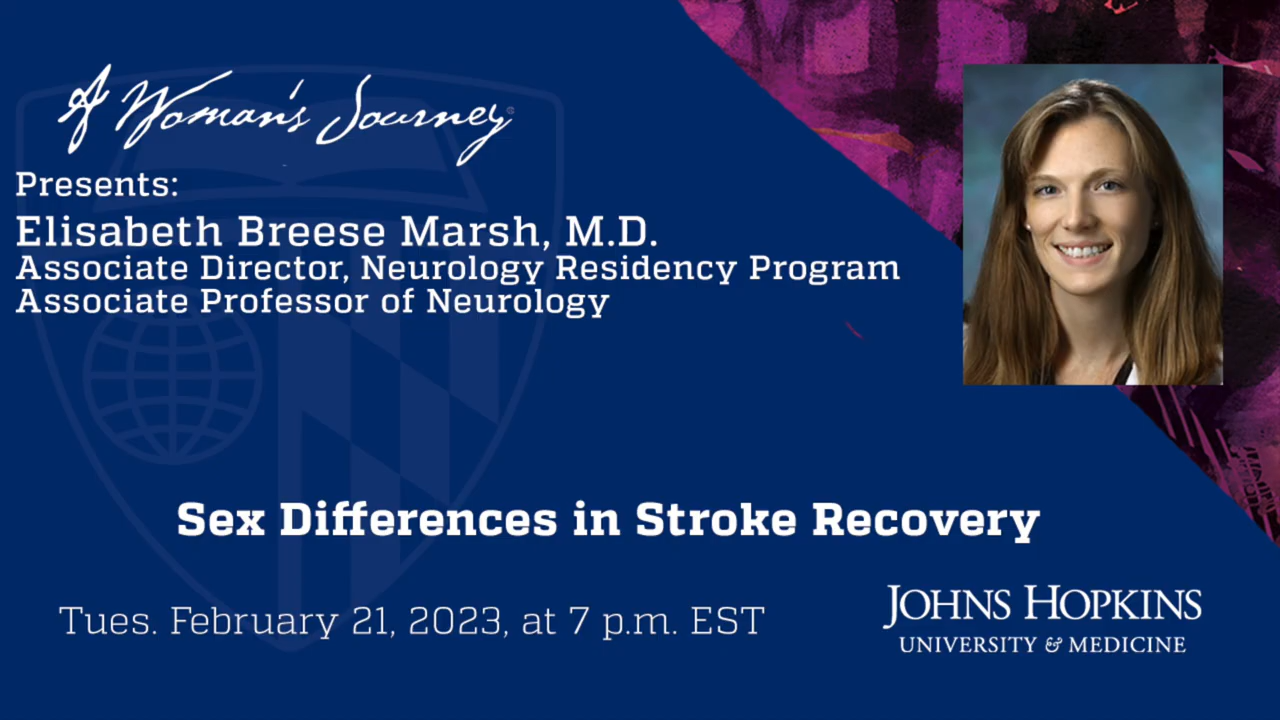 A Woman's Journey
Presents:
Elisabeth Breese Marsh, M.D.
Associate Director, Neurology Residency Program
Associate Professor of Neurology
Sex Differences in Stroke Recovery
Tues. February 21, 2023, at 7 p.m. EST
JOHNS HOPKINS
UNIVERSITY & MEDICINE